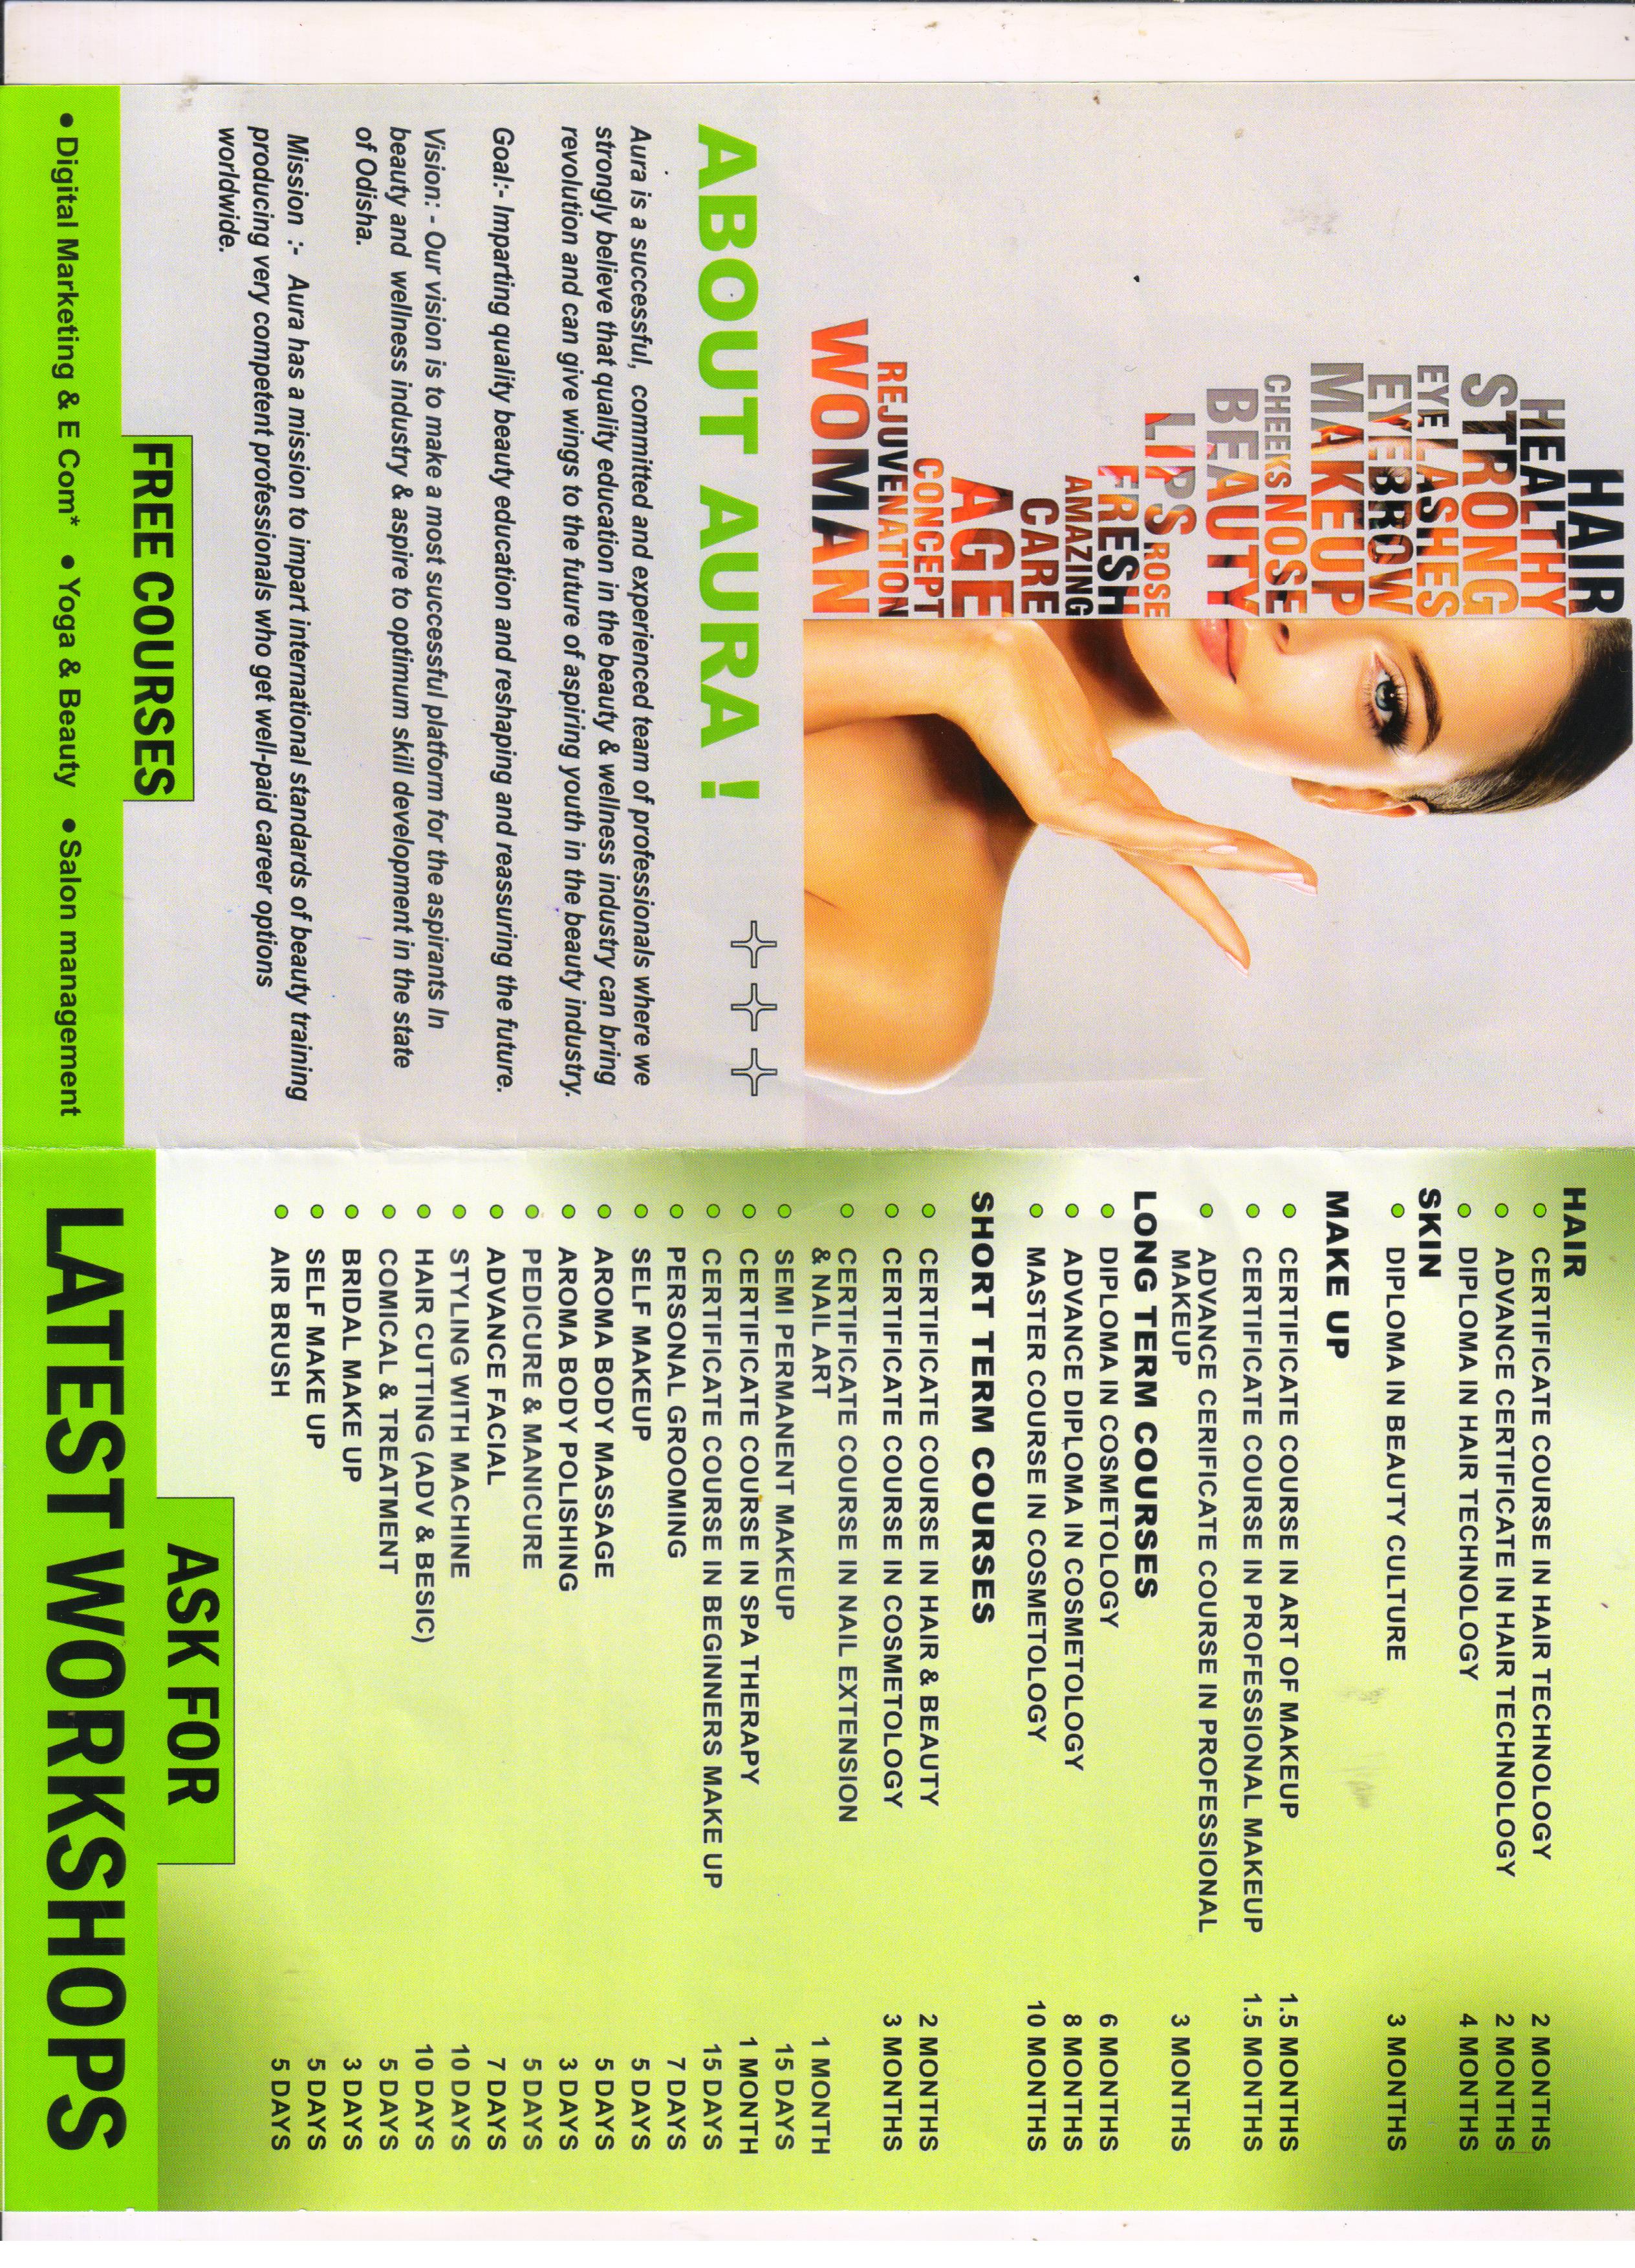 HAIR
HEALTHY
STRONG
EYE LASHES
EYEBROW
MAKEUP
CHEEKS NOSE
BEAUTY
LIPS ROSE
FRESH
AMAZING
CARE
AGE
CONCEPT
REJUVENATION
WOMAN
ABOUT AURA !
Aura is a successful, committed and experienced team of professionals where we
strongly believe that quality education in the beauty & wellness industry can bring
revolution and can give wings to the future of aspiring youth in the beauty industry.
Goal:- Imparting quality beauty education and reshaping and reassuring the future.
Vision: - Our vision is to make a most successful platform for the aspirants In
beauty and wellness industry & aspire to optimum skill development in the state
of Odisha.
Mission :- Aura has a mission to impart international standards of beauty training
producing very competent professionals who get well-paid career options
worldwide.
FREE COURSES
• Digital Marketing & E Com* • Yoga & Beauty • Salon management
HAIR
CERTIFICATE COURSE IN HAIR TECHNOLOGY 2 MONTHS
ADVANCE CERTIFICATE IN HAIR TECHNOLOGY 2 MONTHS
DIPLOMA IN HAIR TECHNOLOGY 4 MONTHS
SKIN
DIPLOMA IN BEAUTY CULTURE 3 MONTHS
MAKE UP
CERTIFICATE COURSE IN ART OF MAKEUP 1.5 MONTHS
CERTIFICATE COURSE IN PROFESSIONAL MAKEUP 1.5 MONTHS
ADVANCE CERIFICATE COURSE IN PROFESSIONAL
MAKEUP 3 MONTHS
LONG TERM COURSES
DIPLOMA IN COSMETOLOGY 6 MONTHS
ADVANCE DIPLOMA IN COSMETOLOGY 8 MONTHS
MASTER COURSE IN COSMETOLOGY 10 MONTHS
SHORT TERM COURSES
CERTIFICATE COURSE IN HAIR & BEAUTY 2 MONTHS
CERTIFICATE COURSE IN COSMETOLOGY 3 MONTHS
CERTIFICATE COURSE IN NAIL EXTENSION
& NAIL ART 1 MONTH
SEMI PERMANENT MAKEUP 15 DAYS
CERTIFICATE COURSE IN SPA THERAPY 1 MONTH
CERTIFICATE COURSE IN BEGINNERS MAKE UP 15 DAYS
PERSONAL GROOMING 7 DAYS
SELF MAKEUP 5 DAYS
AROMA BODY MASSAGE 5 DAYS
AROMA BODY POLISHING 3 DAYS
PEDICURE & MANICURE 5 DAYS
ADVANCE FACIAL 7 DAYS
STYLING WITH MACHINE 10 DAYS
HAIR CUTTING (ADV & BESIC) 10 DAYS
COMICAL & TREATMENT 5 DAYS
BRIDAL MAKE UP 3 DAYS
SELF MAKE UP 5 DAYS
AIR BRUSH 5 DAYS
ASK FOR
LATEST WORKSHOPS